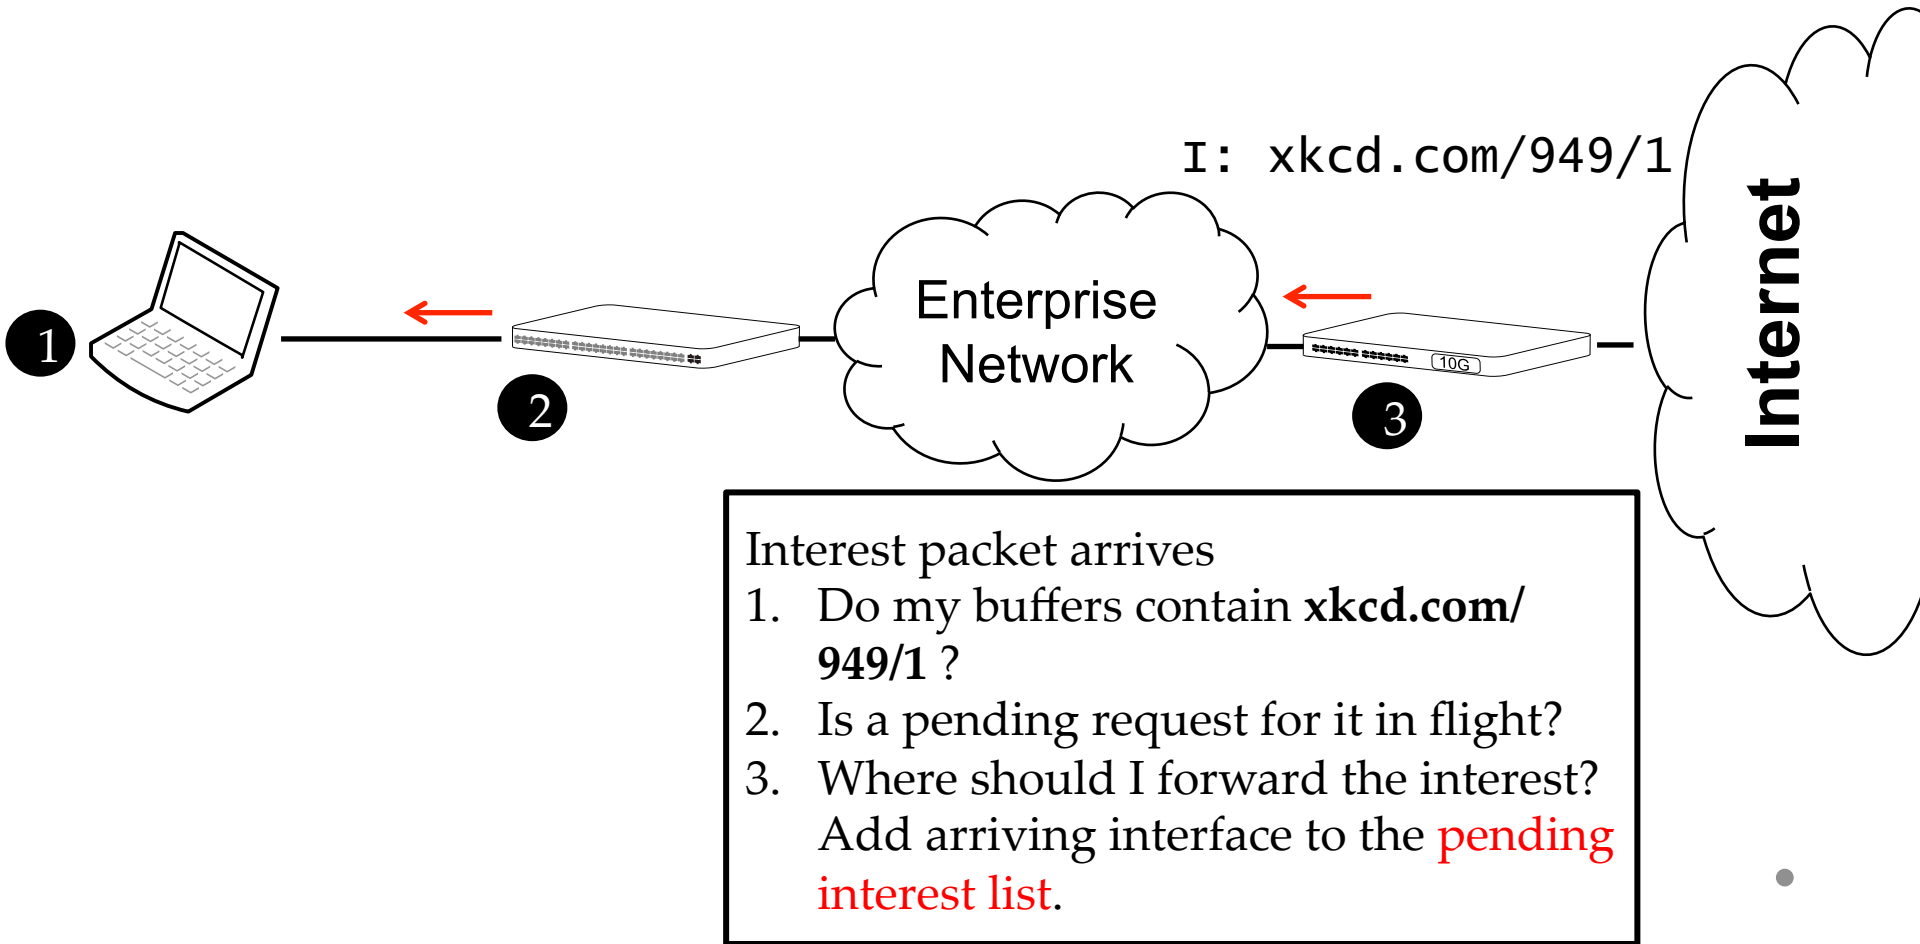 I: xkcd.com/949/1
Internet
Enterprise
Network
1
2
3
10G
Interest packet arrives
1. Do my buffers contain xkcd.com/
949/1 ?
2. Is a pending request for it in flight?
3. Where should I forward the interest?
Add arriving interface to the pending
interest list.